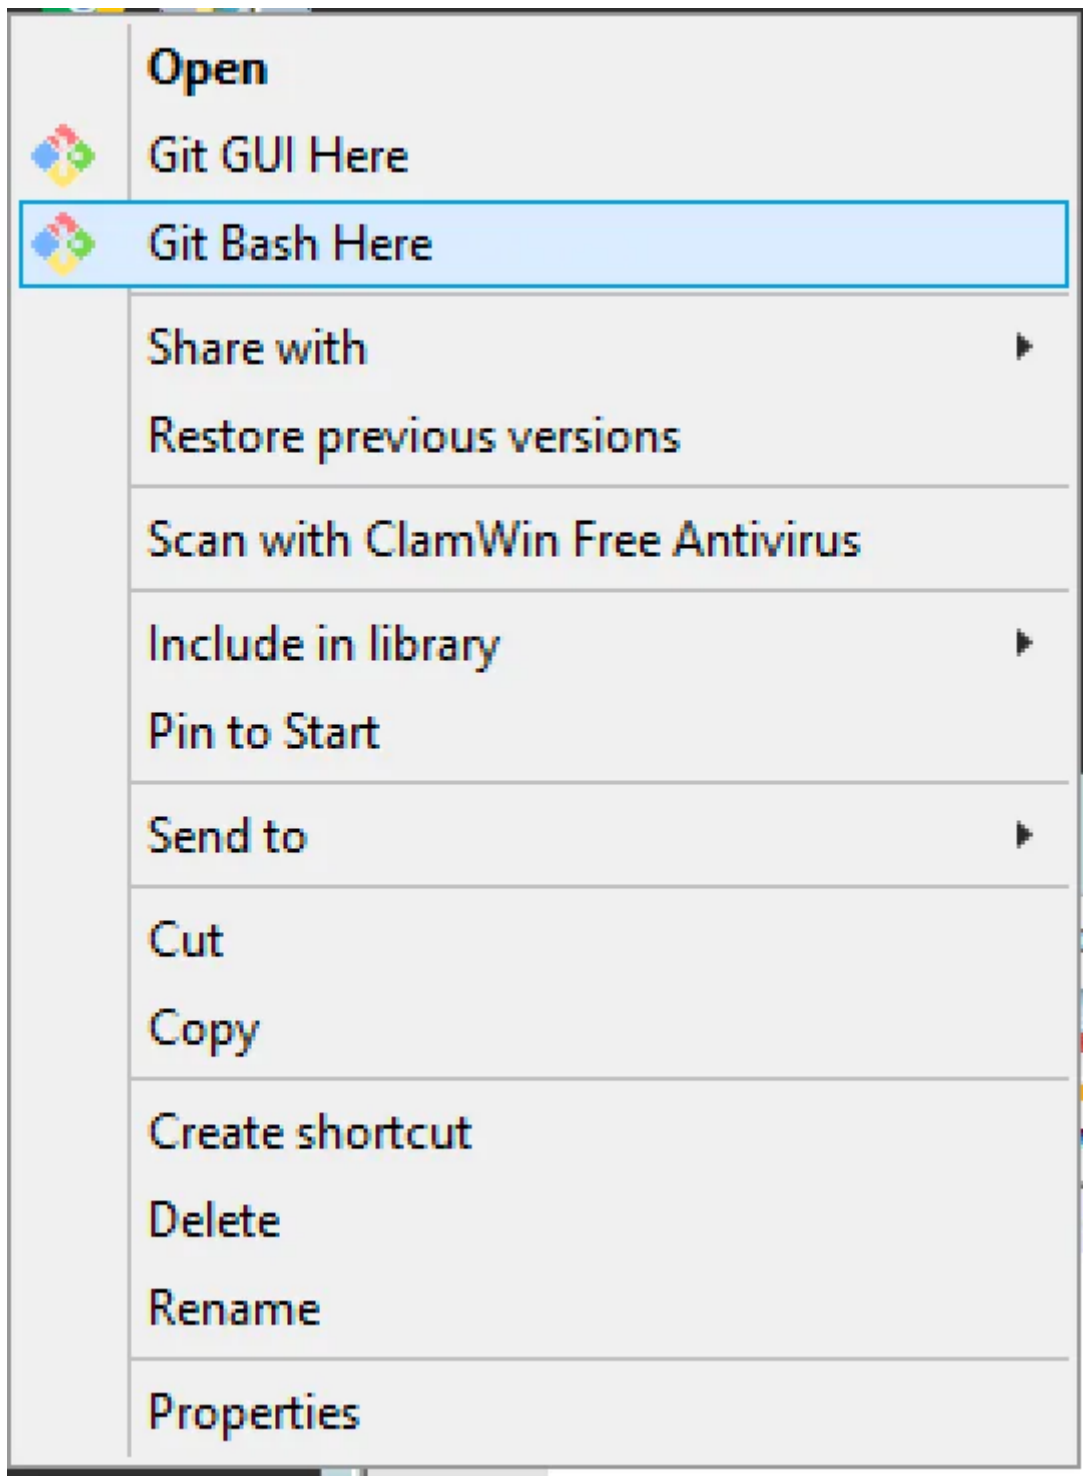 Open
Git GUI Here
Git Bash Here
Share with
Restore previous versions
Scan with ClamWin Free Antivirus
Include in library
Pin to Start
Send to
Cut
Copy
Create shortcut
Delete
Rename
Properties